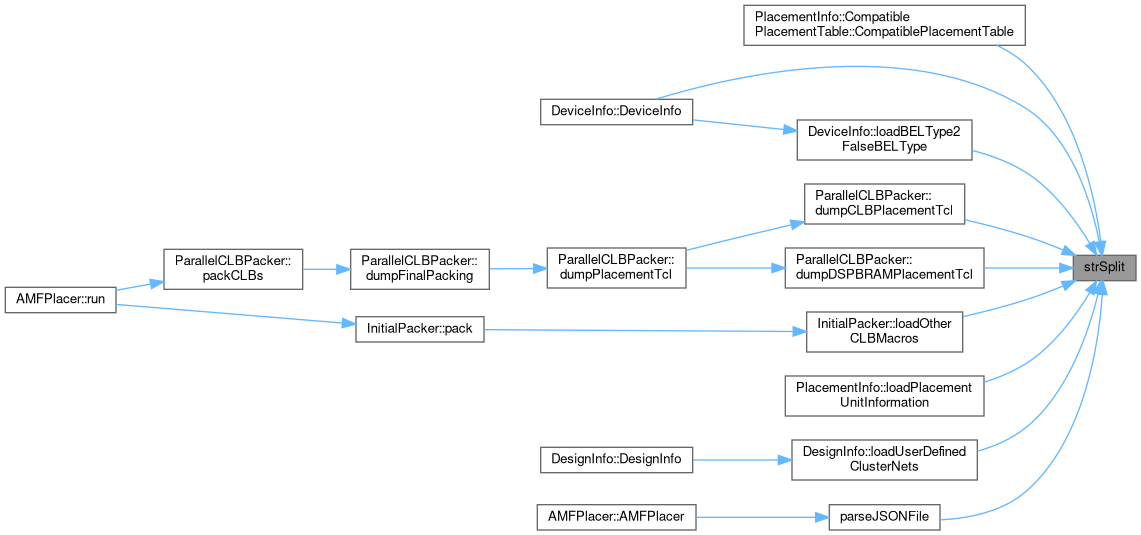 PlacementInfo::Compatible
PlacementTable::CompatiblePlacementTable
DeviceInfo::DeviceInfo
DeviceInfo::loadBELType2
FalseBELType
ParallelCLBPacker::
dumpCLBPlacementTcl
ParallelCLBPacker::
packCLBs
ParallelCLBPacker::
dumpFinalPacking
ParallelCLBPacker::
dumpPlacementTcl
ParallelCLBPacker::
dumpDSPBRAMPlacementTcl
strSplit
AMFPlacer::run
InitialPacker::pack
InitialPacker::loadOther
CLBMacros
PlacementInfo::loadPlacement
UnitInformation
DesignInfo::DesignInfo
DesignInfo::loadUserDefined
ClusterNets
AMFPlacer::AMFPlacer
parseJSONFile